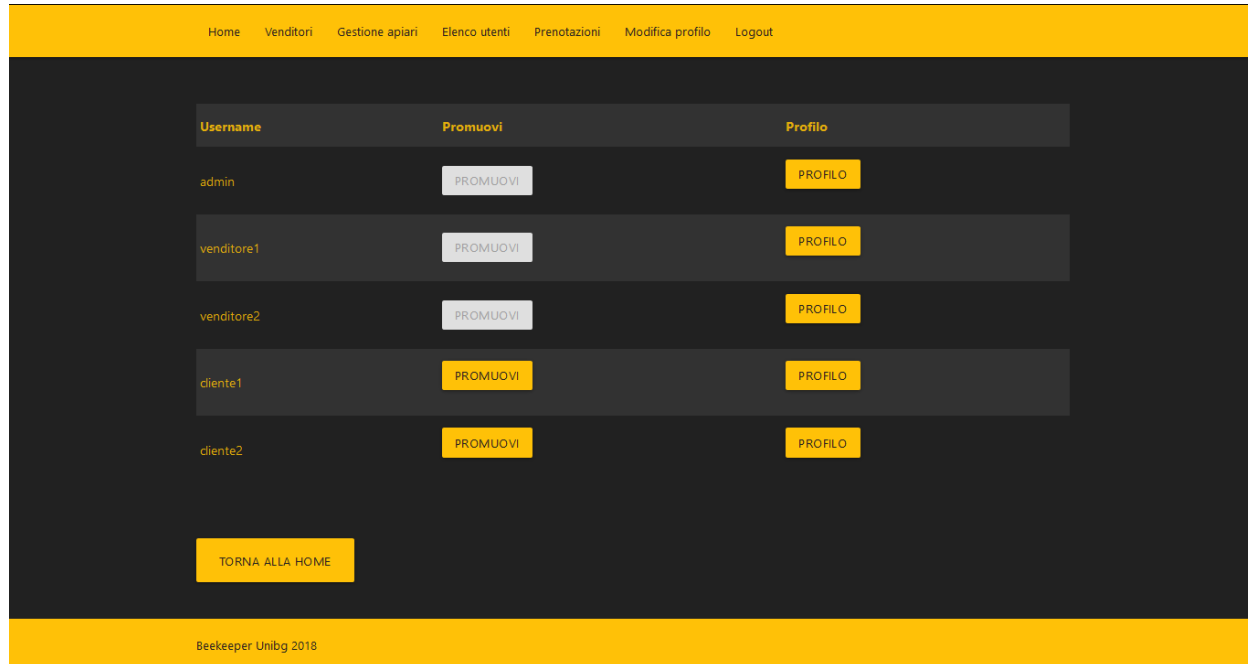 Home Venditori Gestione apiari Elenco utenti Prenotazioni Modifica profilo Logout
Username Promuovi Profilo
admin PROMUOVI PROFILO
venditore1 PROMUOVI PROFILO
venditore2 PROMUOVI PROFILO
cliente1 PROMUOVI PROFILO
cliente2 PROMUOVI PROFILO
TORNA ALLA HOME
Beekeeper Unibg 2018